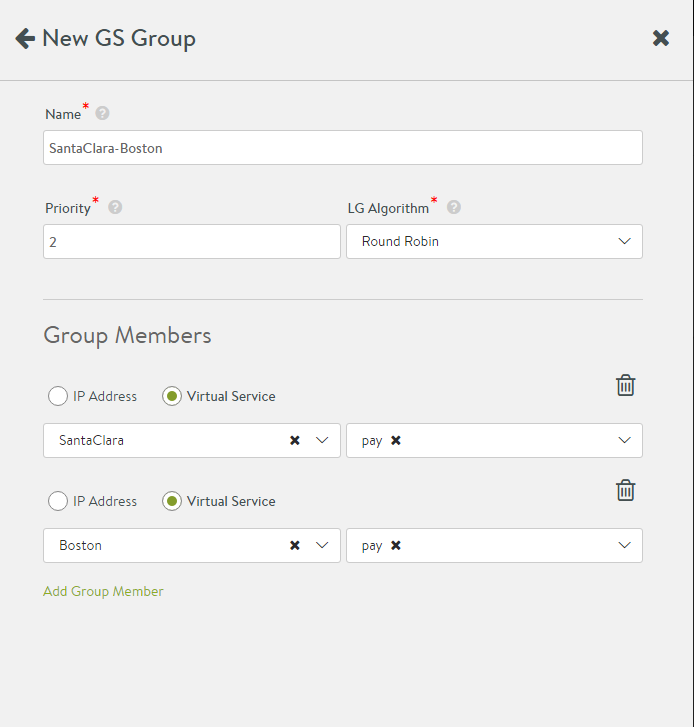 New GS Group
Name*
SantaClara-Boston
Priority* LG Algorithm*
2 Round Robin
Group Members
IP Address Virtual Service
SantaClara pay
IP Address Virtual Service
Boston pay
Add Group Member